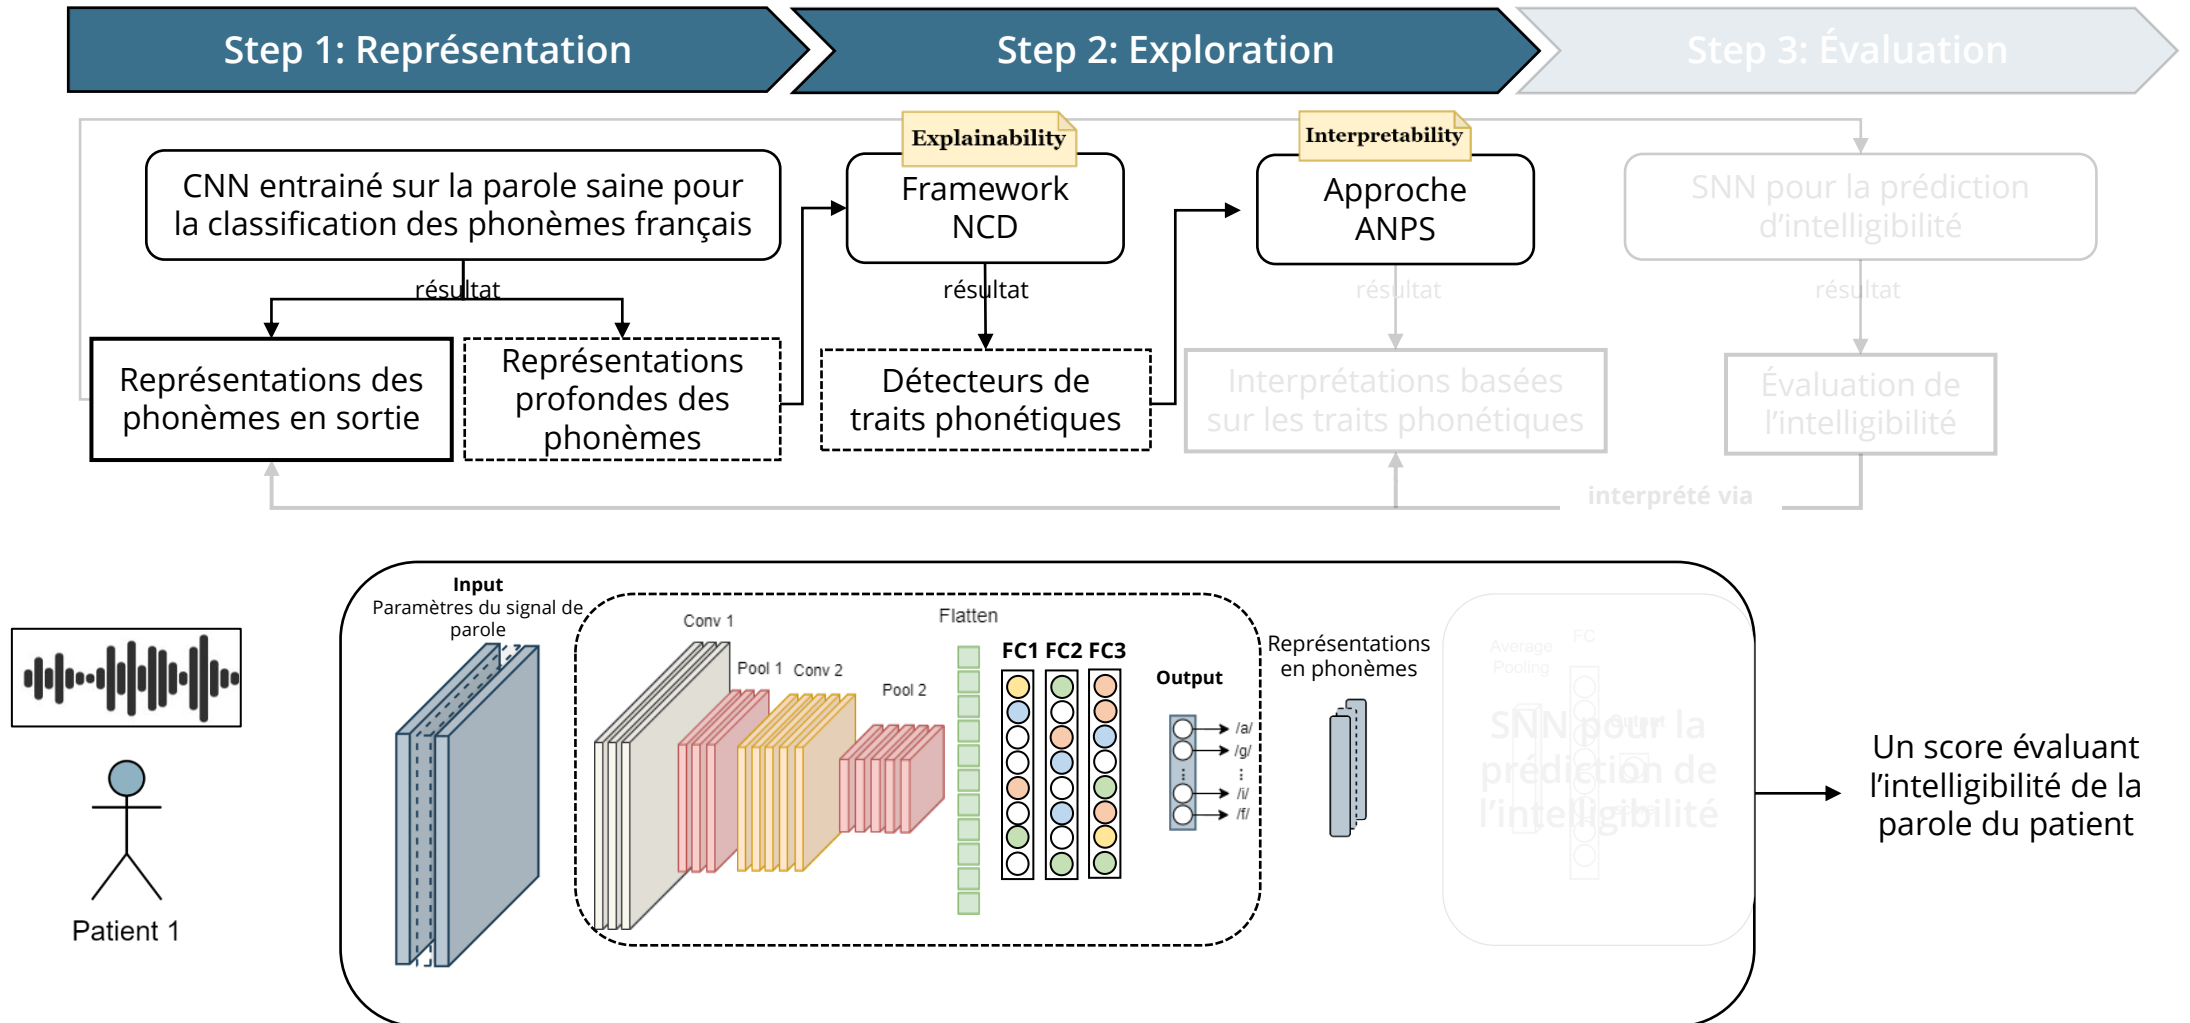 Step 1: Représentation
Step 2: Exploration
Step 3: Évaluation
Explainability
Interpretability
CNN entrainé sur la parole saine pour
la classification des phonèmes français
Framework
NCD
Approche
ANPS
SNN pour la prédiction
d'intelligibilité
résultat
résultat
résultat
résultat
Représentations des
phonèmes en sortie
Représentations
profondes des
phonèmes
Détecteurs de
traits phonétiques
Interprétations basées
sur les traits phonétiques
Évaluation de
l'intelligibilité
interprété via
Input
Paramètres du signal de
parole
Conv 1
Pool 1
Conv 2
Pool 2
Flatten
FC1 FC2 FC3
Output
/a/
/g/
/i/
/f/
Représentations
en phonèmes
Average
Pooling
FC
Output
SNN pour la
prédiction de
l'intelligibilité
Un score évaluant
l'intelligibilité de la
parole du patient
Patient 1